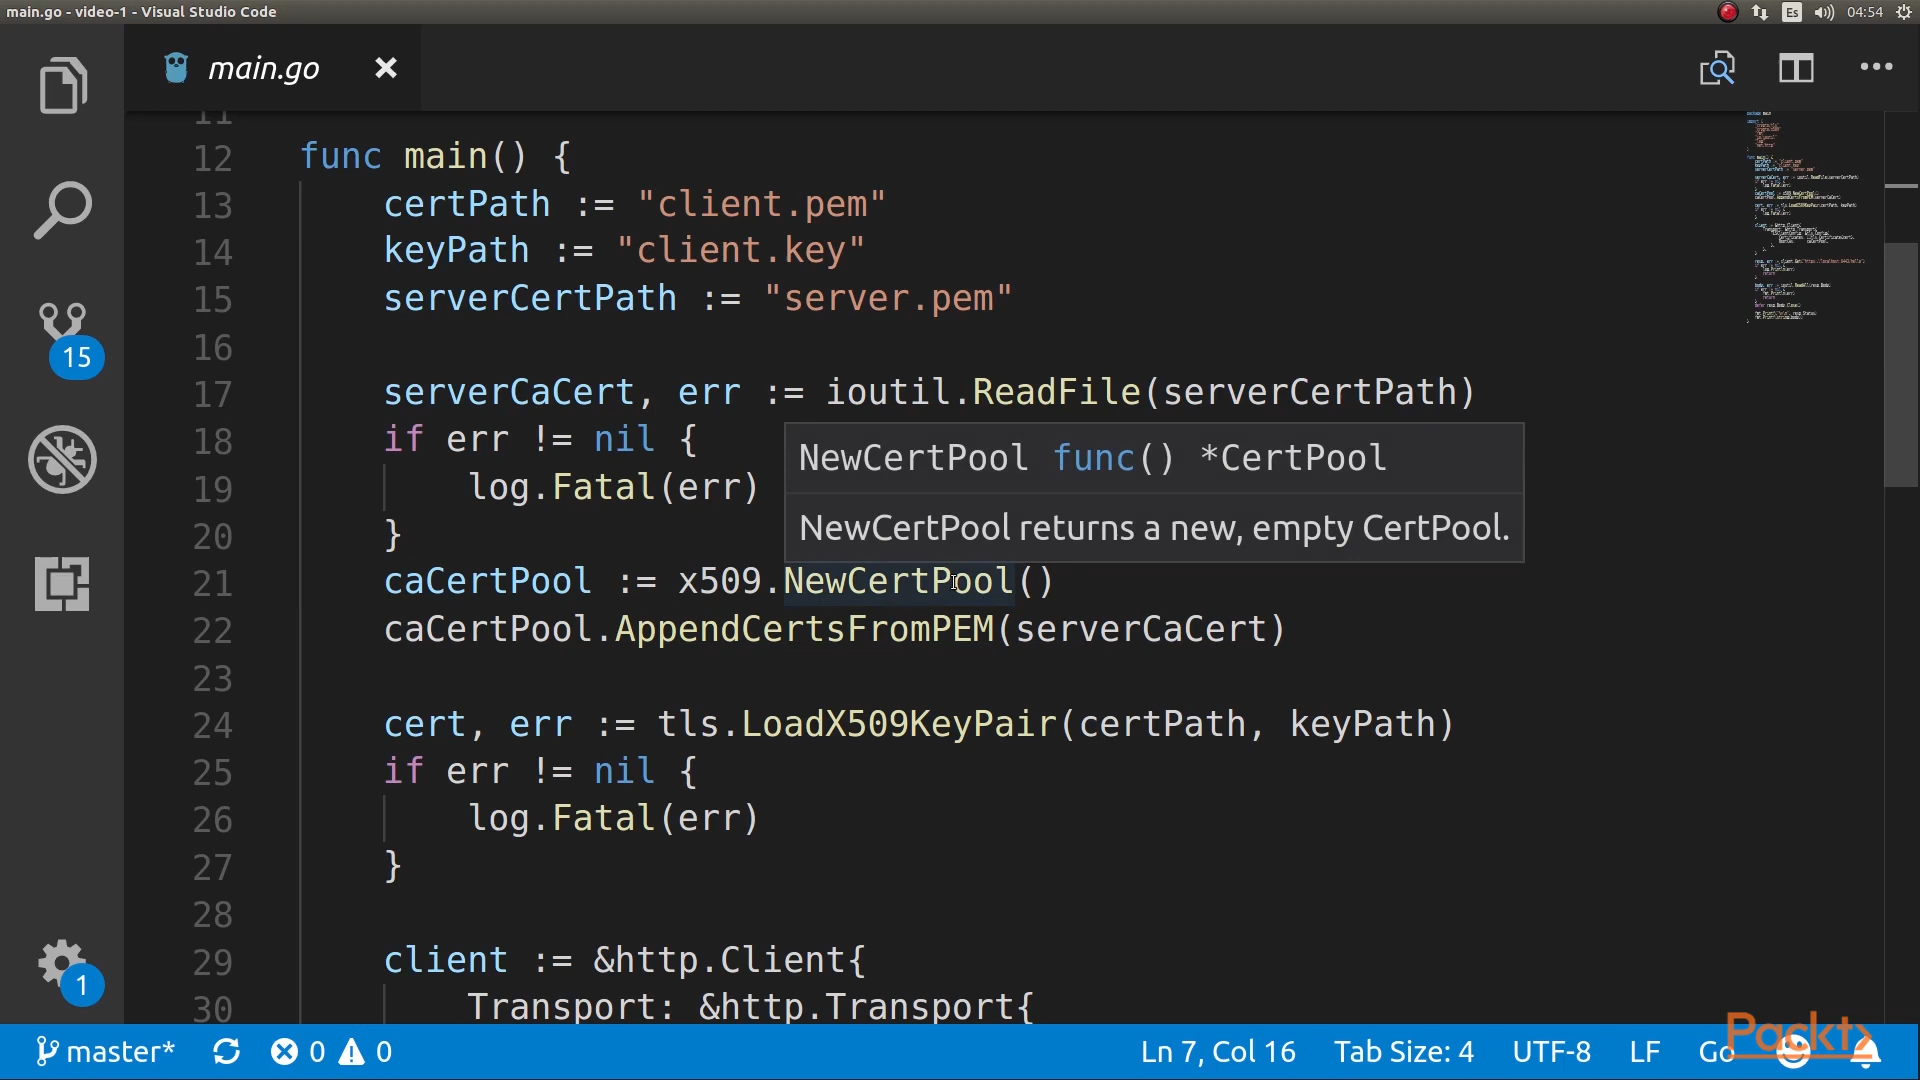 main.go - video-1 - Visual Studio Code
Es
04:54
main.go
11
12 func main() {
13 certPath := "client.pem"
14 keyPath := "client.key"
15 serverCertPath := "server.pem"
16
17 serverCaCert, err := ioutil.ReadFile(serverCertPath)
18 if err != nil {
NewCertPool func() *CertPool
19 log.Fatal(err)
NewCertPool returns a new, empty CertPool.
20 }
21 caCertPool := x509.NewCertPool()
22 caCertPool.AppendCertsFromPEM(serverCaCert)
23
24 cert, err := tls.LoadX509KeyPair(certPath, keyPath)
25 if err != nil {
26 log.Fatal(err)
27 }
28
29 client := &http.Client{
30 Transport: &http.Transport{
15
1
master* 0 0 Ln 7, Col 16 Tab Size: 4 UTF-8 LF Go
Packt